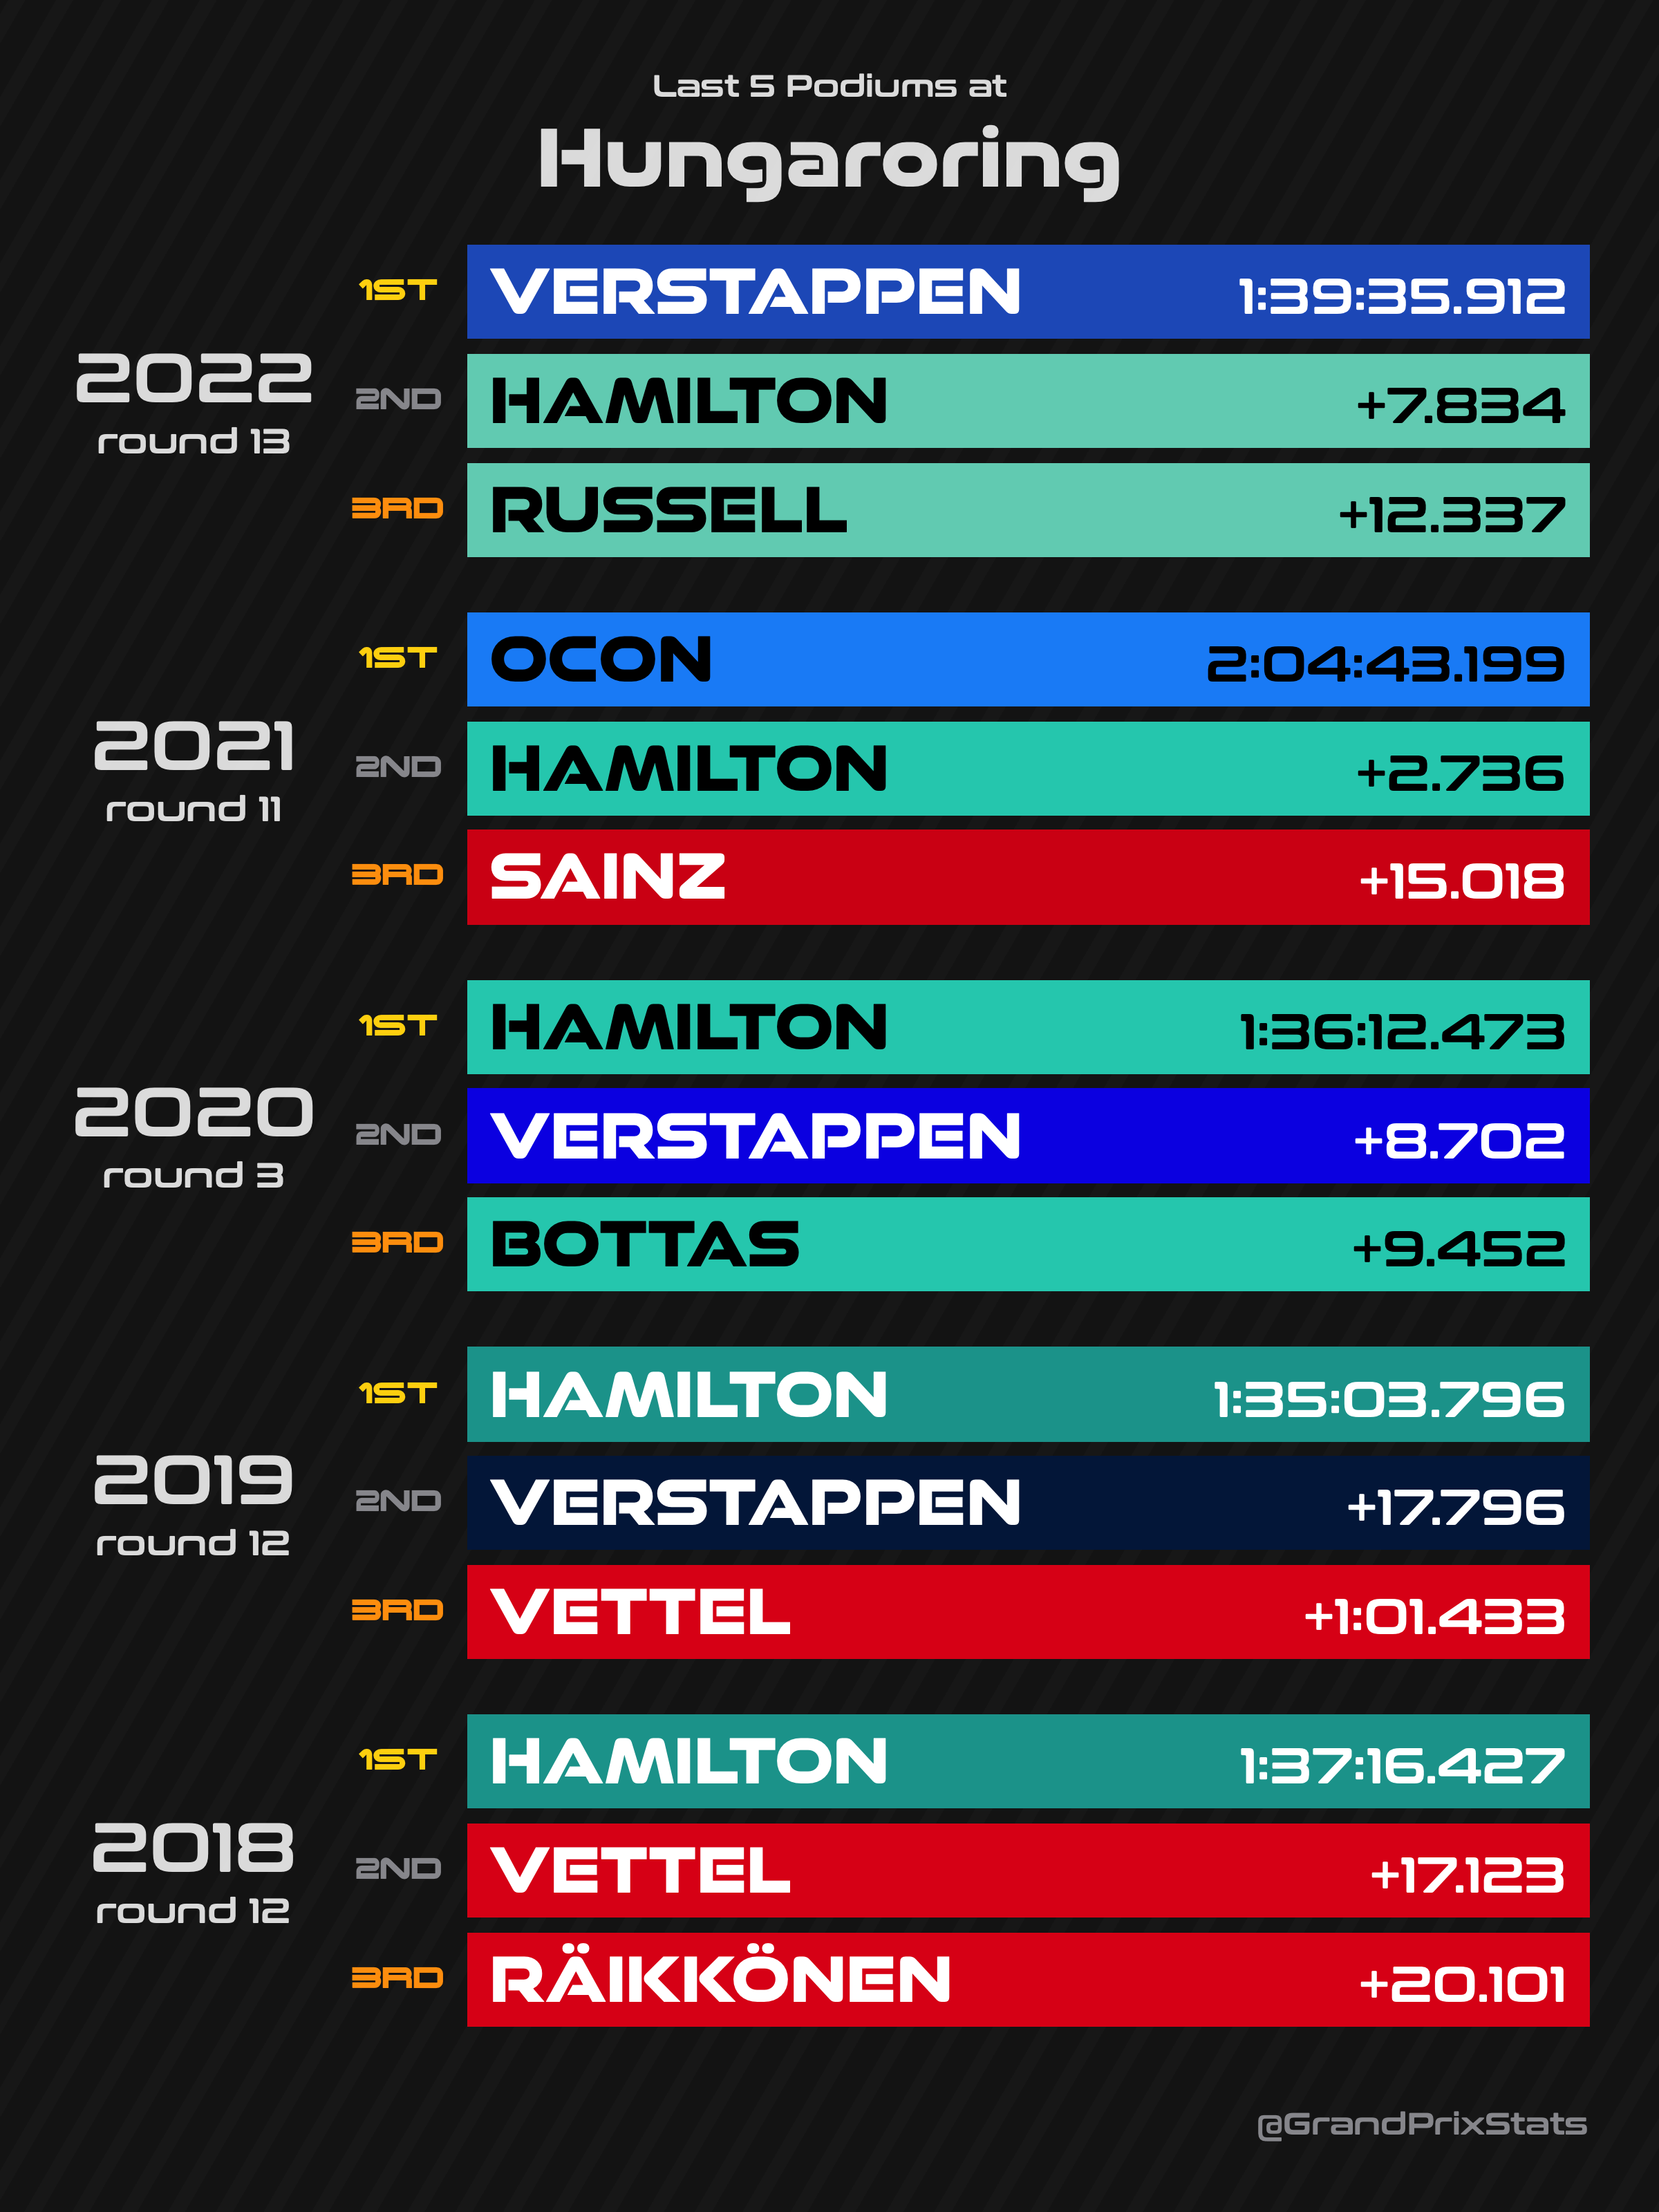 Last 5 Podiums at
Hungaroring
2022
round 13
1ST VERSTAPPEN 1:39:35.912
2ND HAMILTON +7.834
3RD RUSSELL +12.337
2021
round 11
1ST OCON 2:04:43.199
2ND HAMILTON +2.736
3RD SAINZ +15.018
2020
round 3
1ST HAMILTON 1:36:12.473
2ND VERSTAPPEN +8.702
3RD BOTTAS +9.452
2019
round 12
1ST HAMILTON 1:35:03.796
2ND VERSTAPPEN +17.796
3RD VETTEL +1:01.433
2018
round 12
1ST HAMILTON 1:37:16.427
2ND VETTEL +17.123
3RD RÄIKKÖNEN +20.101
@GrandPrixStats